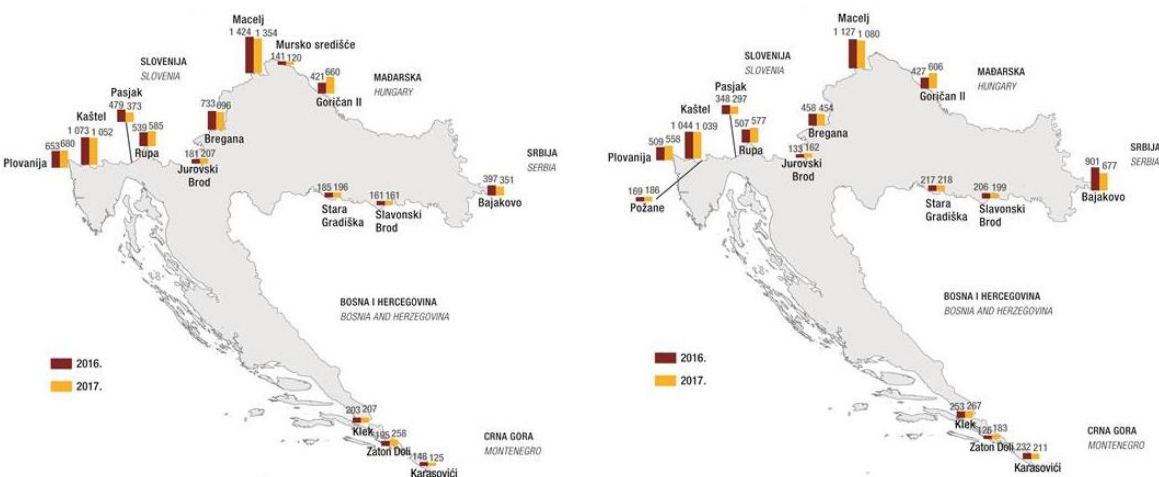 Macelj
1 424 1 354
Mursko središće
141 120
SLOVENIJA
SLOVENIA
421 660
MAĐARSKA
HUNGARY
Goričan II
Pasjak
479 373
Kaštel
1 073 1 052
539 585
Rupa
733 696
Bregana
653 680
Plovanija
181 207
Jurovski
Brod
SRBIJA
SERBIA
397 351
Bajakovo
185 196
Stara
Gradiška
161 161
Slavonski
Brod
BOSNA I HERCEGOVINA
BOSNIA AND HERZEGOVINA
2016.
2017.
203 207
Klek
195 258
Zaton Doli
CRNA GORA
MONTENEGRO
148 125
Karasovići
Macelj
1 127 1 080
SLOVENIJA
SLOVENIA
427 606
MAĐARSKA
HUNGARY
Goričan II
Pasjak
348 297
Kaštel
1 044 1 039
507 577
Rupa
458 454
Bregana
509 558
Plovanija
133 162
Jurovski
Brod
SRBIJA
SERBIA
901 677
Bajakovo
169 186
Požane
217 218
Stara
Gradiška
206 199
Slavonski
Brod
BOSNA I HERCEGOVINA
BOSNIA AND HERZEGOVINA
2016.
2017.
253 267
Klek
126 183
Zaton Doli
CRNA GORA
MONTENEGRO
232 211
Karasovići